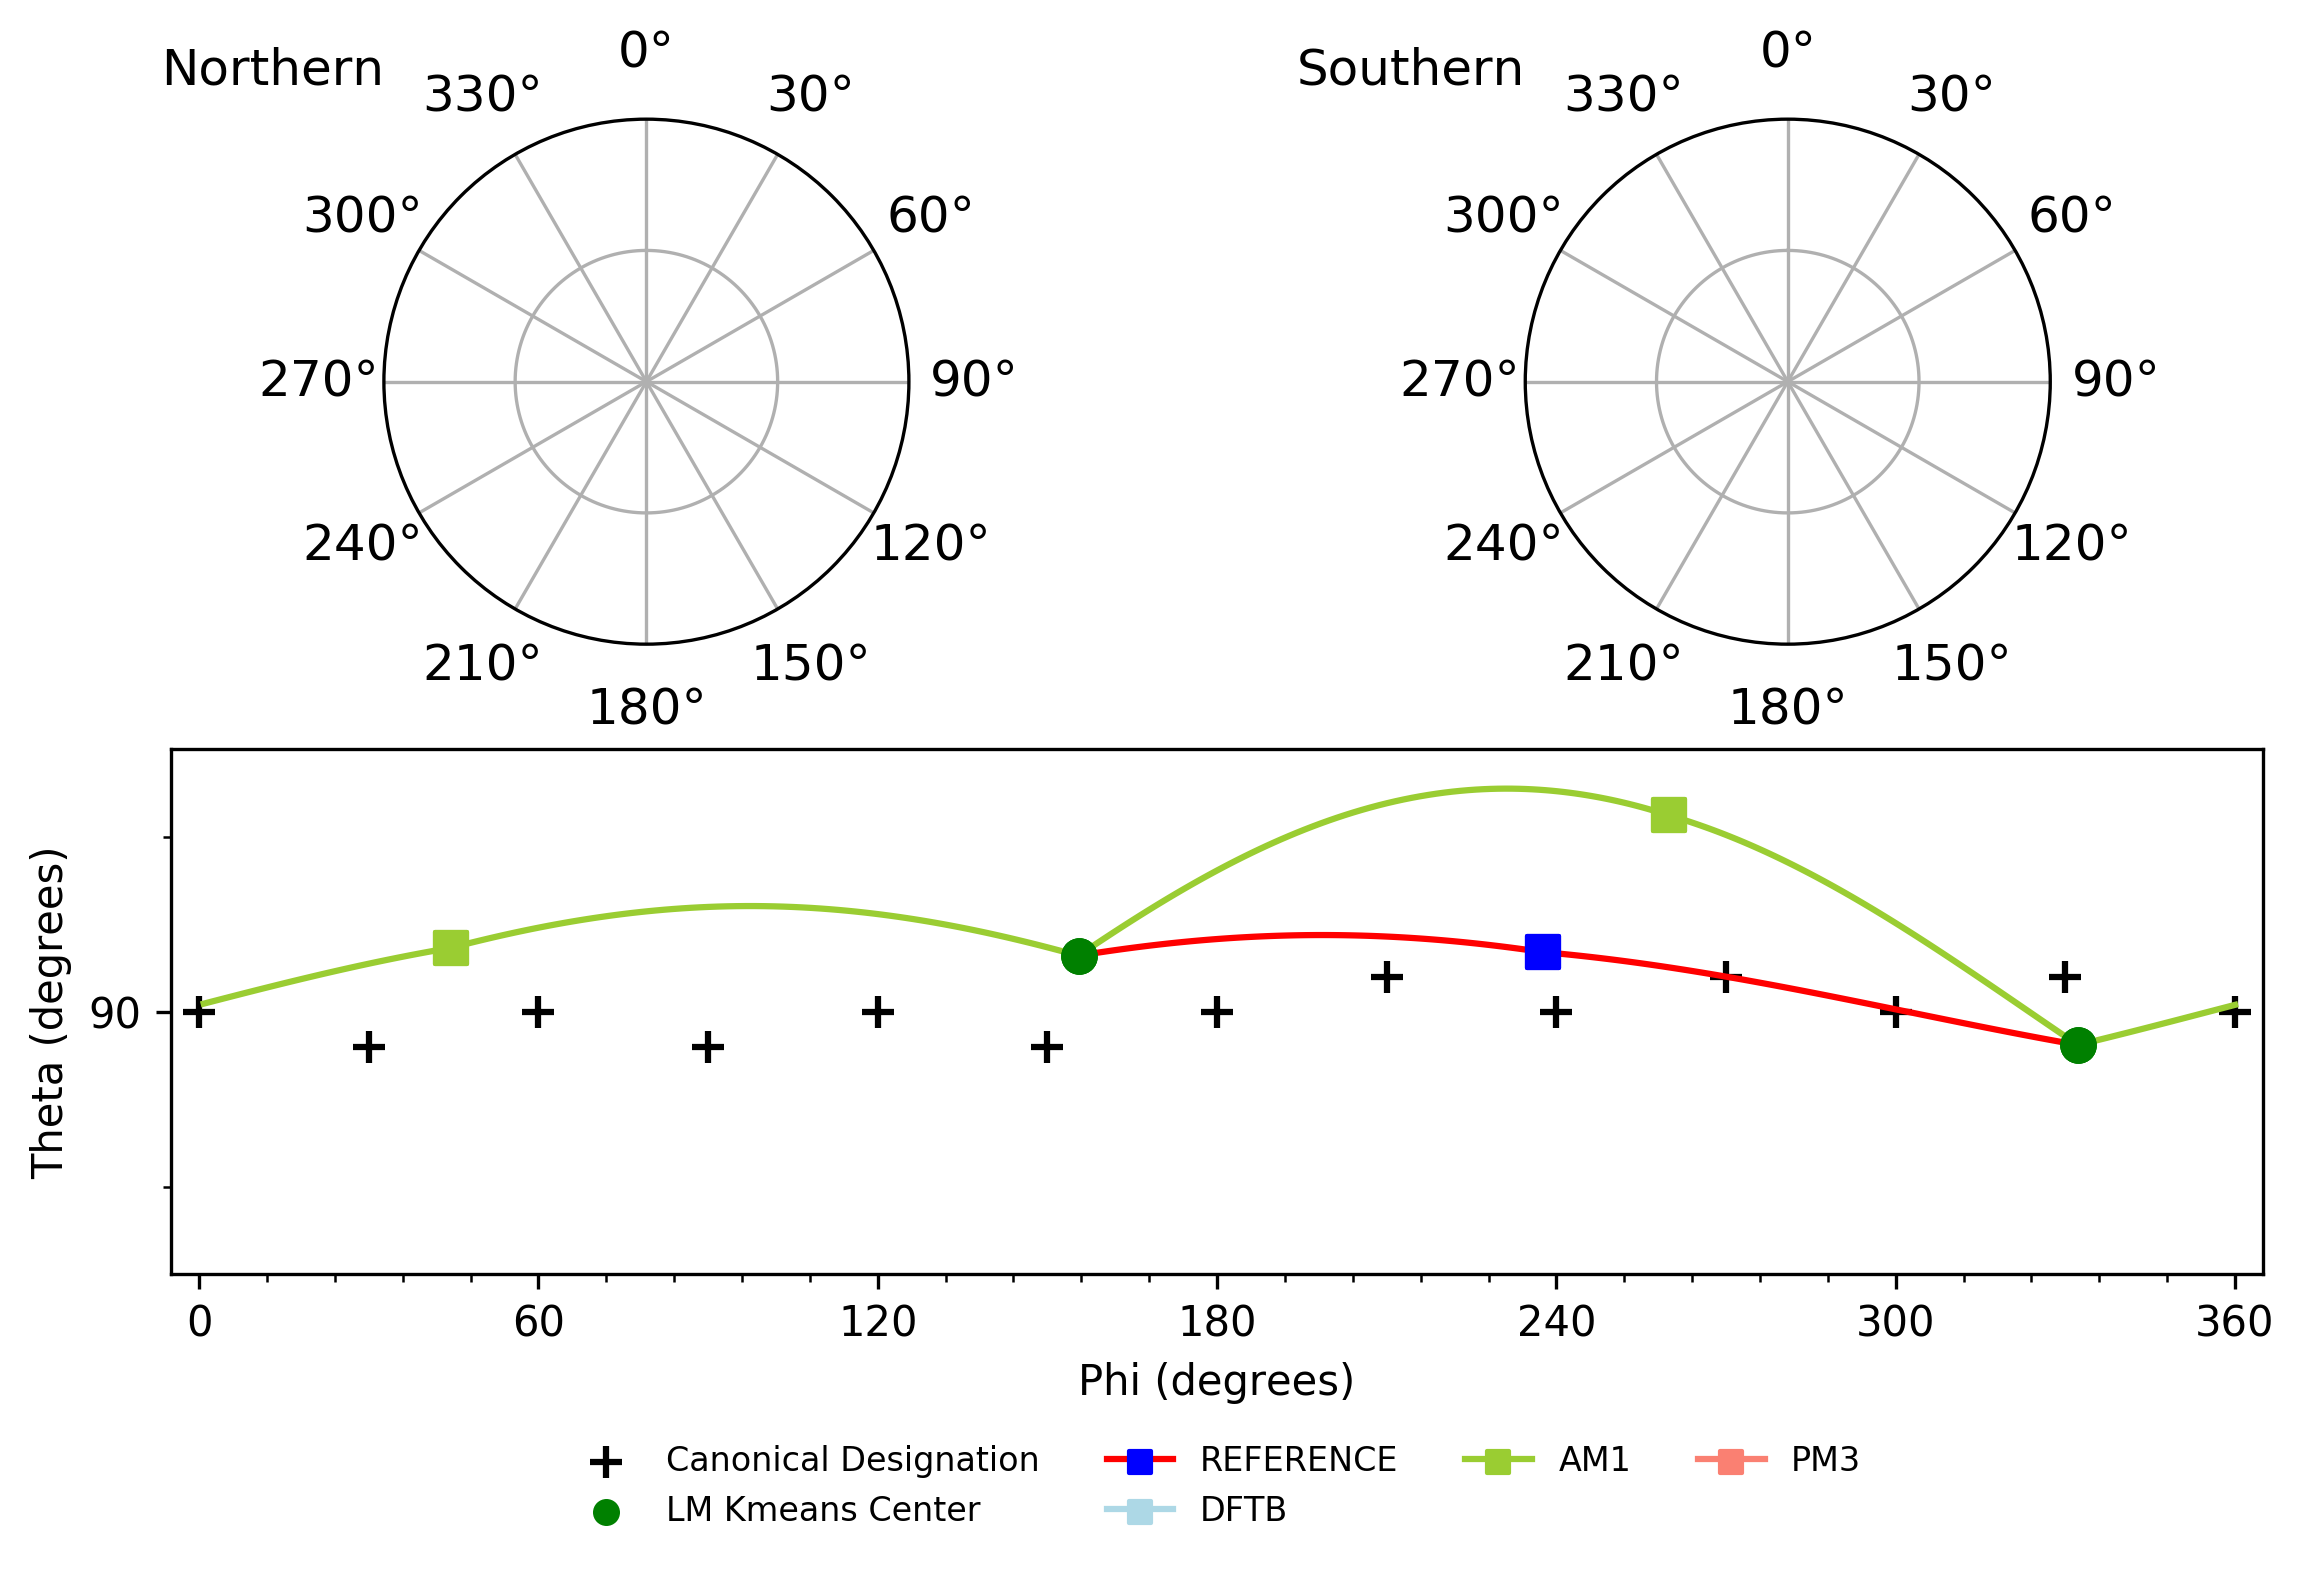 Northern
0°
330°
30°
300°
60°
270°
90°
240°
120°
210°
150°
180°
Southern
0°
330°
30°
300°
60°
270°
90°
240°
120°
210°
150°
180°
Theta (degrees)
90
0 60 120 180 240 300 360
Phi (degrees)
Canonical Designation
LM Kmeans Center
REFERENCE
DFTB
AM1
PM3